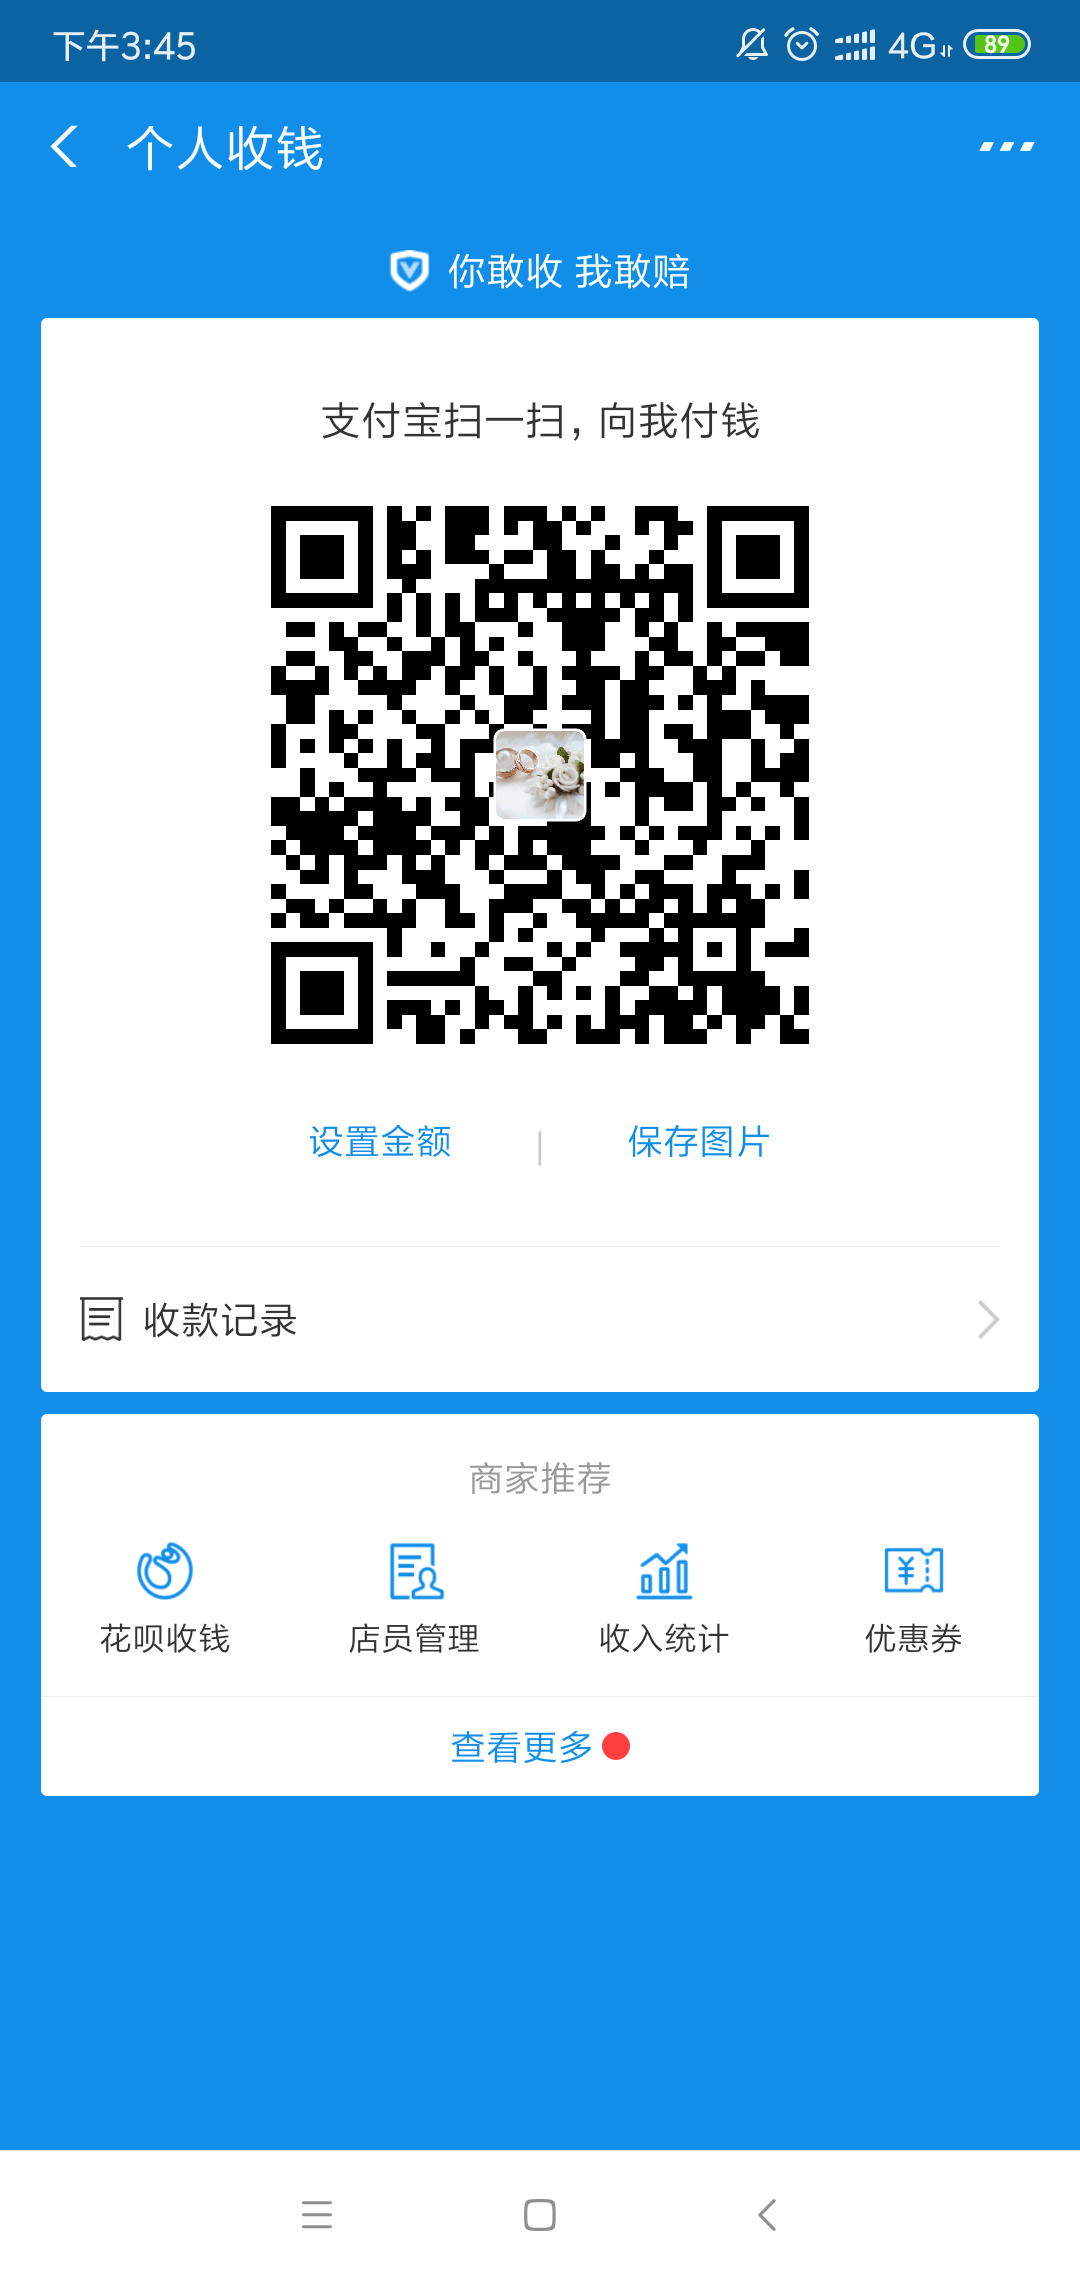 下午3:45
4G
89
个人收钱
你敢收 我敢赔
支付宝扫一扫，向我付钱
设置金额 | 保存图片
收款记录
商家推荐
花呗收钱 店员管理 收入统计 优惠券
查看更多